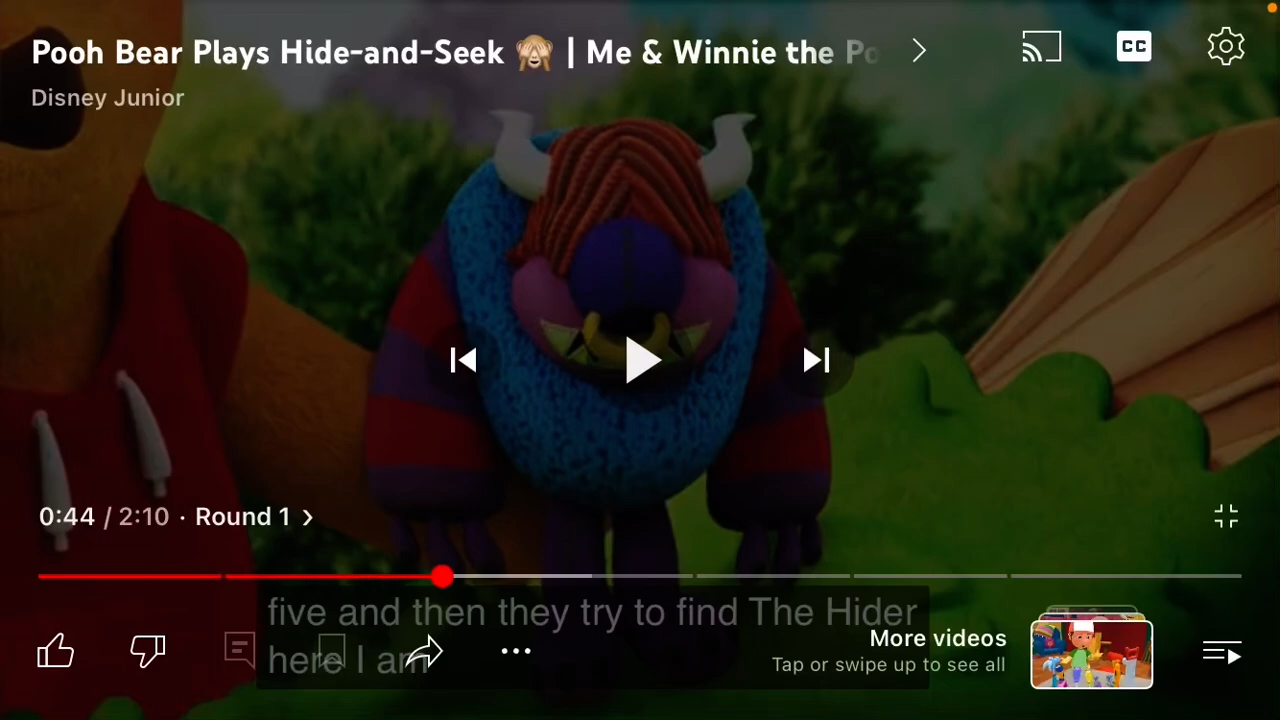 Pooh Bear Plays Hide-and-Seek 🙈 | Me & Winnie the Po
CC
Disney Junior
0:44 / 2:10 · Round 1 ›
five and then they try to find The Hider
here I am
More videos
Tap or swipe up to see all